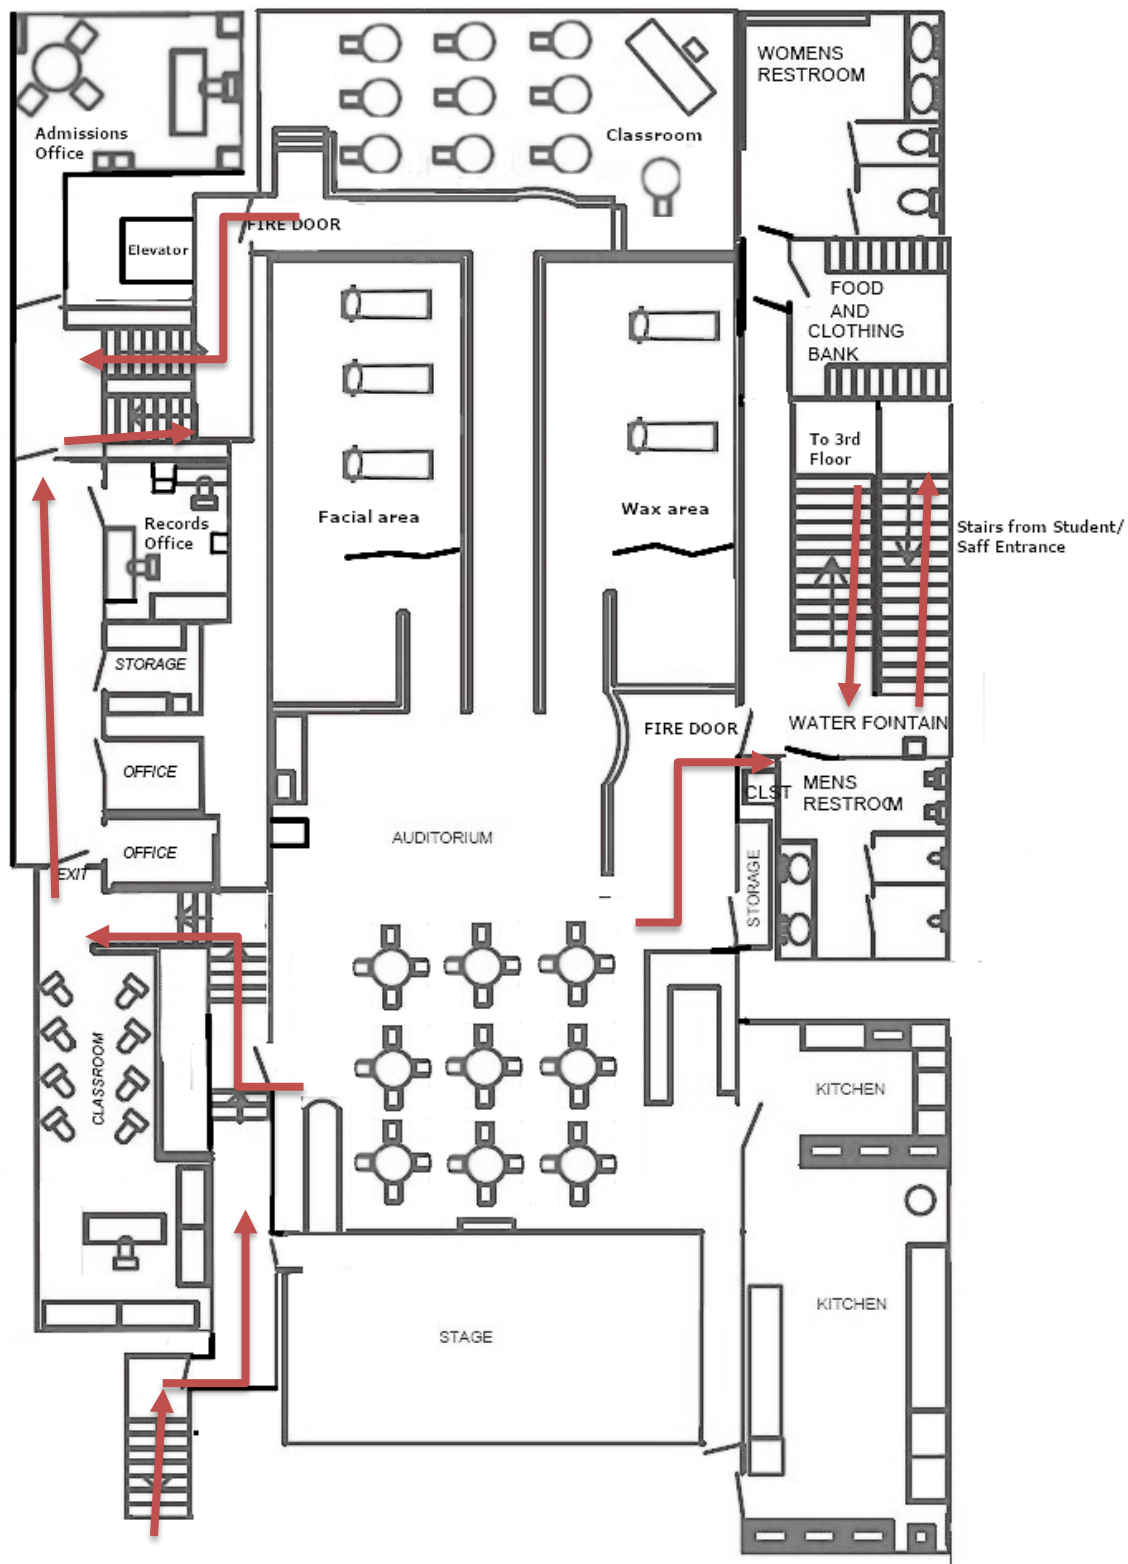 WOMENS
RESTROOM
Admissions
Office
Classroom
FIRE DOOR
Elevator
FOOD
AND
CLOTHING
BANK
To 3rd
Floor
Records
Office
Facial area
Wax area
Stairs from Student/
Saff Entrance
STORAGE
FIRE DOOR
WATER FOUNTAIN
OFFICE
CLST
MENS
RESTROOM
AUDITORIUM
OFFICE
EXIT
STORAGE
CLASSROOM
KITCHEN
KITCHEN
STAGE